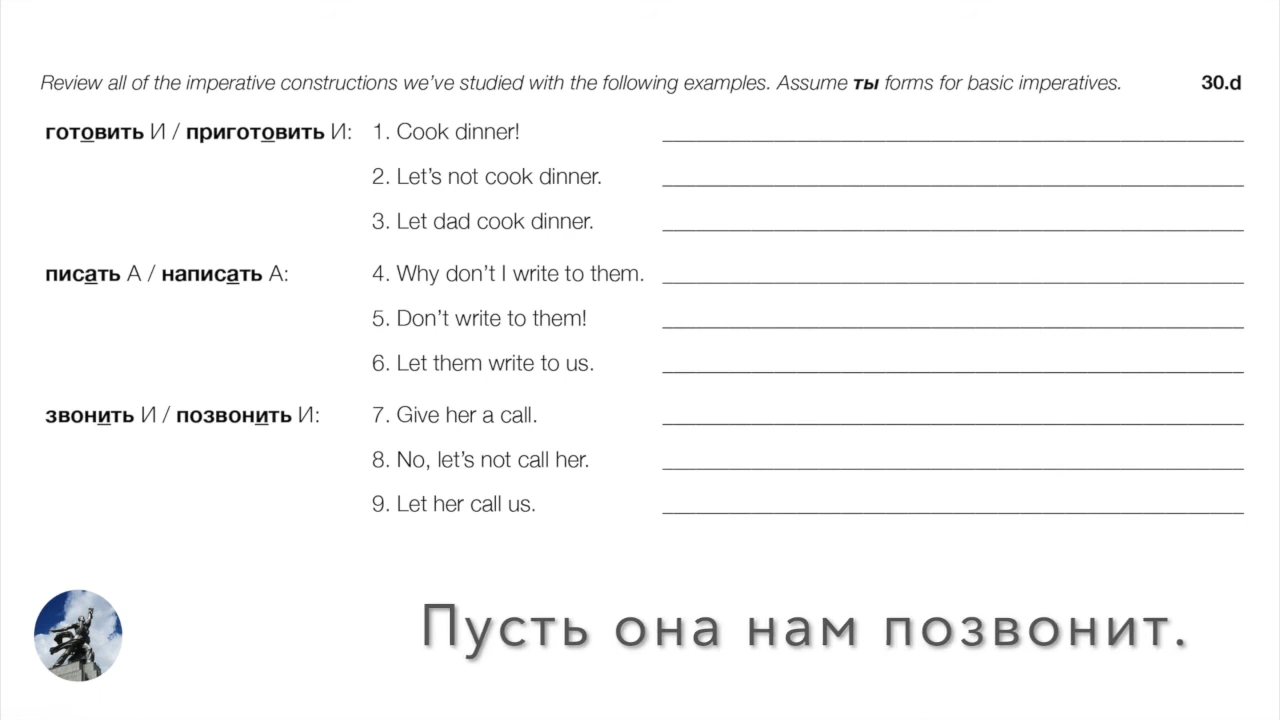 Review all of the imperative constructions we've studied with the following examples. Assume ты forms for basic imperatives. 30.d
готовить И / приготовить И: 1. Cook dinner!
2. Let's not cook dinner.
3. Let dad cook dinner.
писать А / написать А: 4. Why don't I write to them.
5. Don't write to them!
6. Let them write to us.
звонить И / позвонить И: 7. Give her a call.
8. No, let's not call her.
9. Let her call us.
Пусть она нам позвонит.